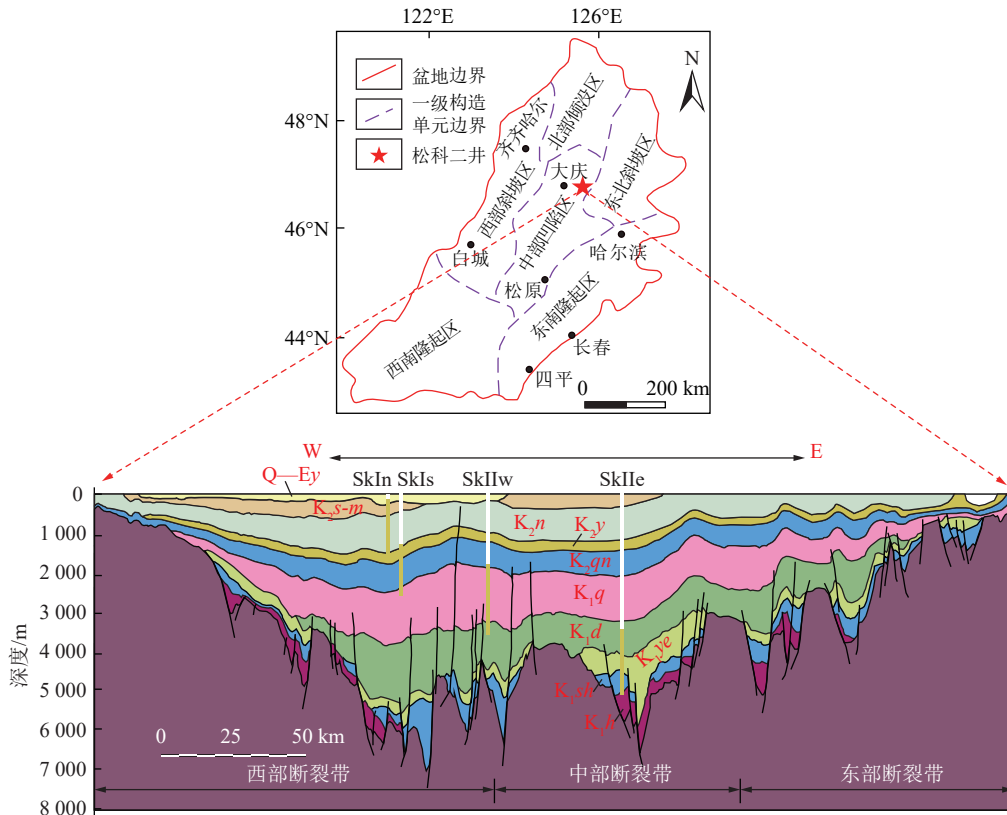 122°E
126°E
盆地边界
一级构造
单元边界
松科二井
N
48°N
46°N
44°N
齐齐哈尔
北部倾没区
大庆
东北斜坡区
西部斜坡区
中部凹陷区
白城
哈尔滨
松原
东南隆起区
西南隆起区
长春
四平
0 200 km
W
E
Q—Ey
SkIn
SkIs
SkIIw
SkIIe
K₂s-m
K₂n
K₂y
K₂qn
K₁q
K₁d
K₁ye
K₁sh
K₁h
深度/m
0
1 000
2 000
3 000
4 000
5 000
6 000
7 000
8 000
0 25 50 km
西部断裂带
中部断裂带
东部断裂带